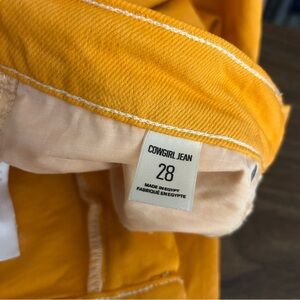 COWGIRL JEAN
28
MADE IN EGYPT
FABRIQUÉ EN EGYPTE